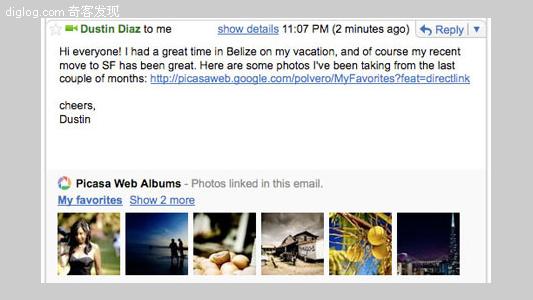 diglog.com 奇客发现
Dustin Diaz to me show details 11:07 PM (2 minutes ago) Reply
Hi everyone! I had a great time in Belize on my vacation, and of course my recent
move to SF has been great. Here are some photos I've been taking from the last
couple of months: http://picasaweb.google.com/polvero/MyFavorites?feat=directlink
cheers,
Dustin
Picasa Web Albums - Photos linked in this email.
My favorites Show 2 more